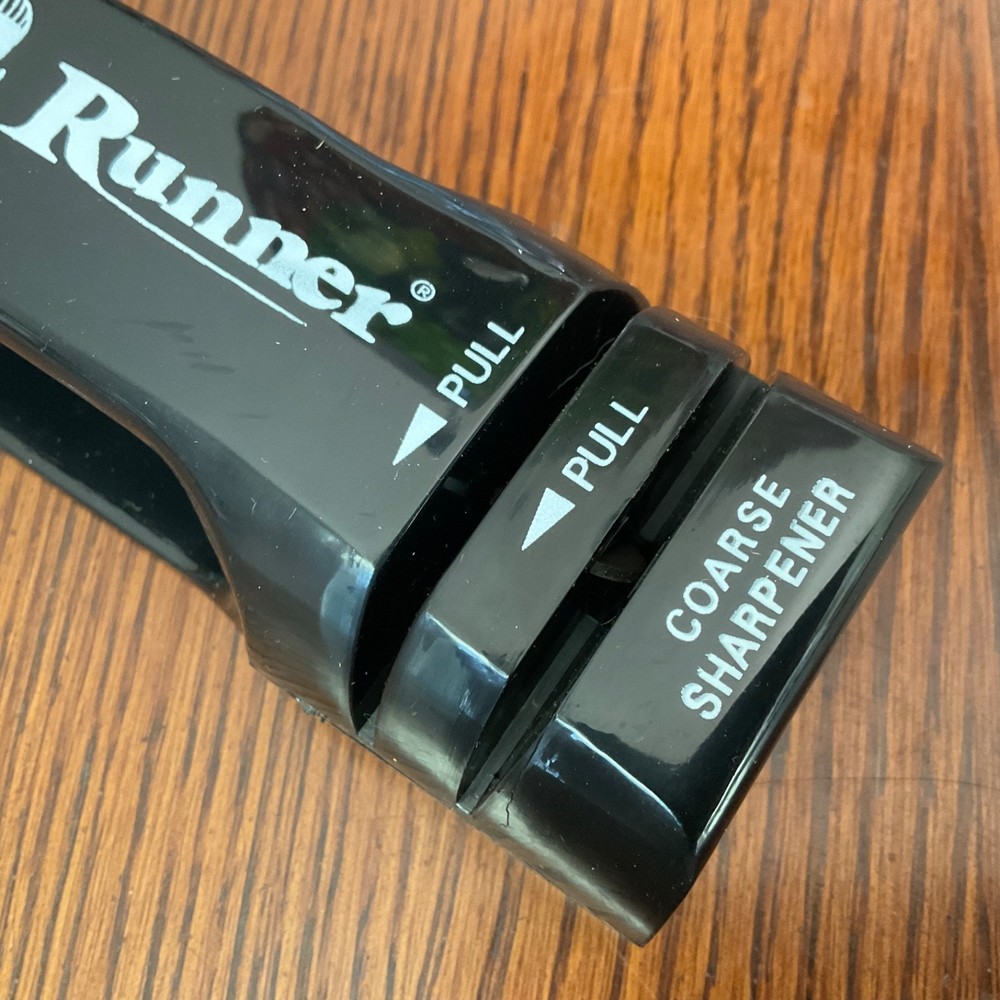 Runner®
PULL
PULL
COARSE
SHARPENER